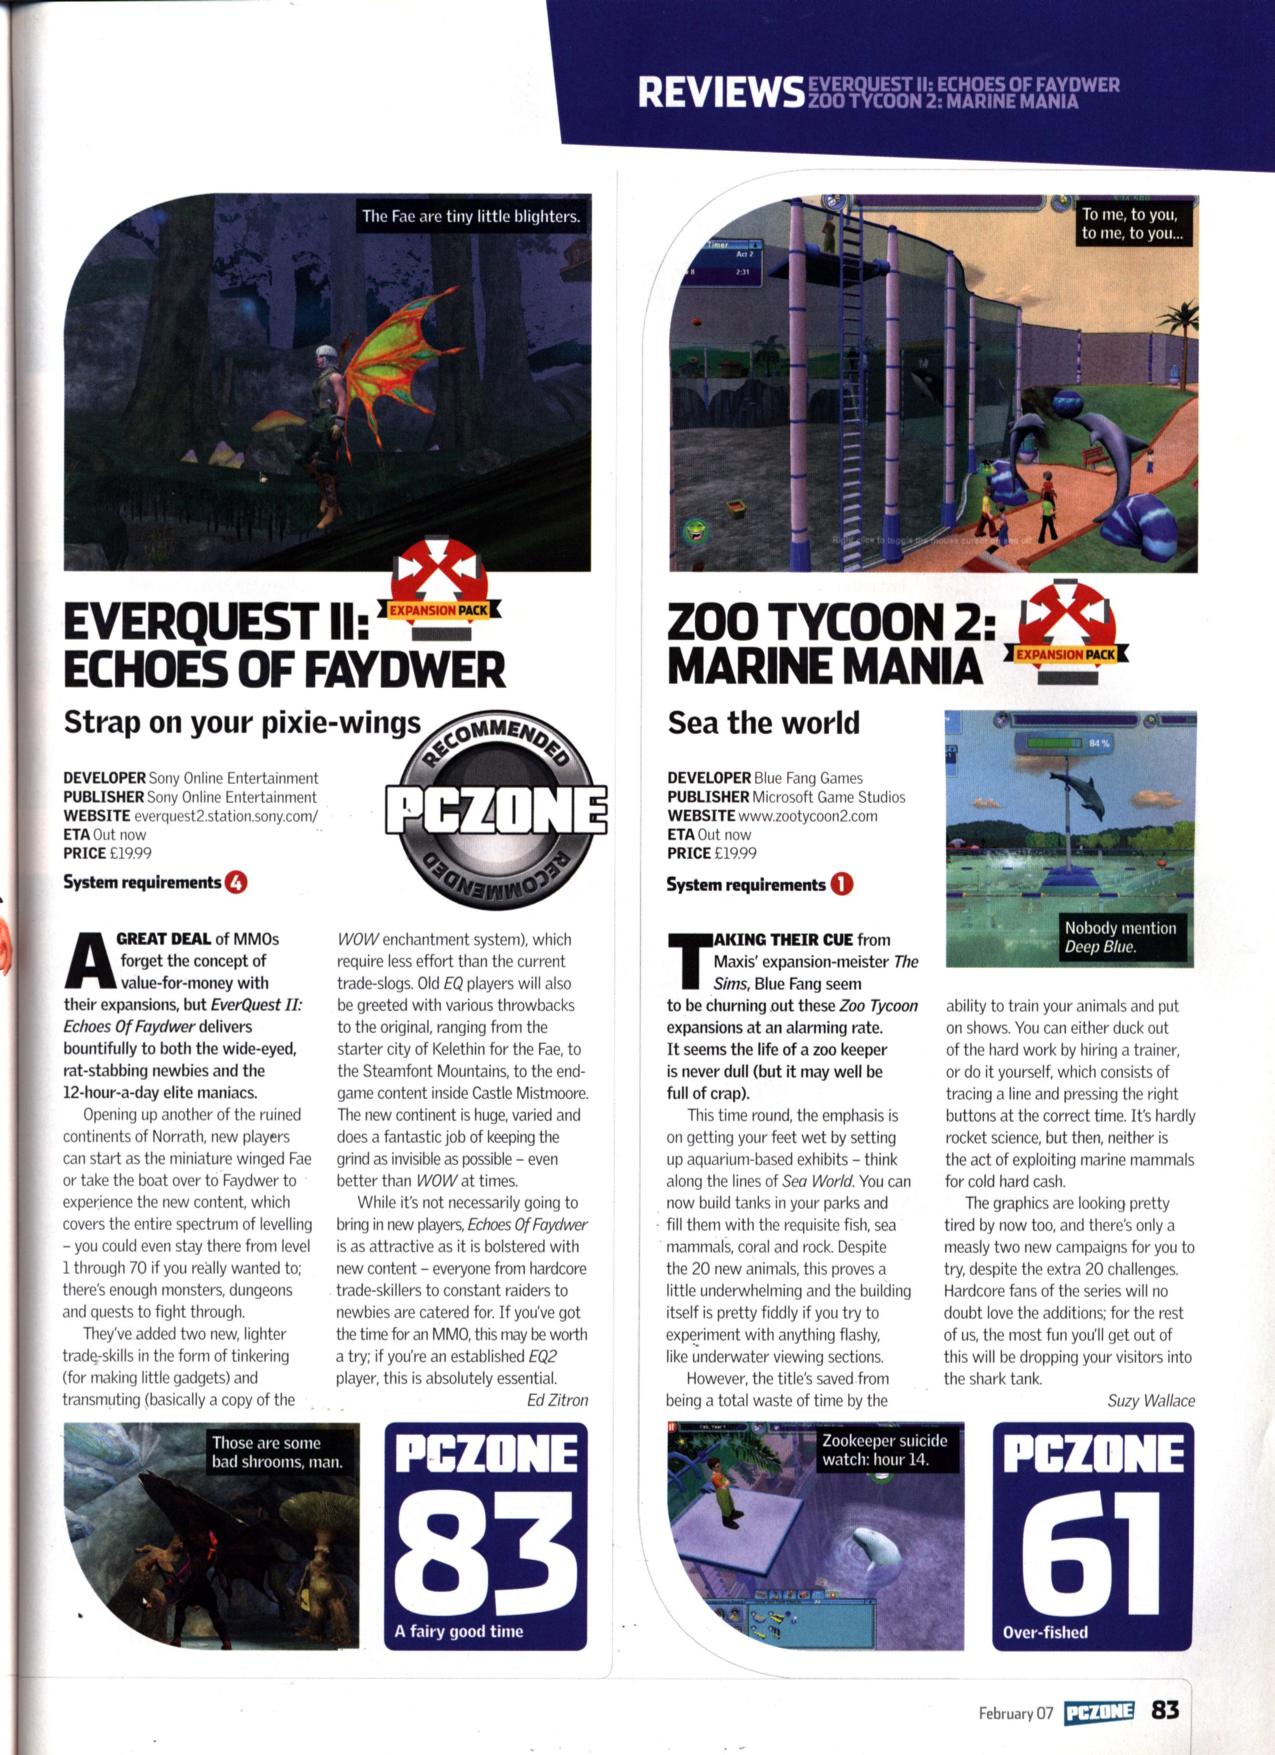 REVIEWS EVERQUEST II: ECHOES OF FAYDWER
ZOO TYCOON 2: MARINE MANIA
The Fae are tiny little blighters.
EXPANSION PACK
EVERQUEST II:
ECHOES OF FAYDWER
Strap on your pixie-wings
RECOMMENDED
PCZONE
RECOMMENDED
DEVELOPER Sony Online Entertainment
PUBLISHER Sony Online Entertainment
WEBSITE everquest2.station.sony.com/
ETA Out now
PRICE £19.99
System requirements 4
A GREAT DEAL of MMOs
forget the concept of
value-for-money with
their expansions, but EverQuest II:
Echoes Of Faydwer delivers
bountifully to both the wide-eyed,
rat-stabbing newbies and the
12-hour-a-day elite maniacs.
Opening up another of the ruined
continents of Norrath, new players
can start as the miniature winged Fae
or take the boat over to Faydwer to
experience the new content, which
covers the entire spectrum of levelling
– you could even stay there from level
1 through 70 if you really wanted to;
there's enough monsters, dungeons
and quests to fight through.
They've added two new, lighter
trade-skills in the form of tinkering
(for making little gadgets) and
transmuting (basically a copy of the
WOW enchantment system), which
require less effort than the current
trade-slogs. Old EQ players will also
be greeted with various throwbacks
to the original, ranging from the
starter city of Kelethin for the Fae, to
the Steamfont Mountains, to the end-
game content inside Castle Mistmoore.
The new continent is huge, varied and
does a fantastic job of keeping the
grind as invisible as possible – even
better than WOW at times.
While it's not necessarily going to
bring in new players, Echoes Of Faydwer
is as attractive as it is bolstered with
new content – everyone from hardcore
trade-skillers to constant raiders to
newbies are catered for. If you've got
the time for an MMO, this may be worth
a try; if you're an established EQ2
player, this is absolutely essential.
Ed Zitron
Those are some
bad shrooms, man.
PCZONE
83
A fairy good time
To me, to you,
to me, to you...
Timer
Act 2
8 2:31
Right click to toggle the mouse cursor on and off
ZOO TYCOON 2:
MARINE MANIA
EXPANSION PACK
Sea the world
DEVELOPER Blue Fang Games
PUBLISHER Microsoft Game Studios
WEBSITE www.zootycoon2.com
ETA Out now
PRICE £19.99
System requirements 1
84%
Nobody mention
Deep Blue.
TAKING THEIR CUE from
Maxis' expansion-meister The
Sims, Blue Fang seem
to be churning out these Zoo Tycoon
expansions at an alarming rate.
It seems the life of a zoo keeper
is never dull (but it may well be
full of crap).
This time round, the emphasis is
on getting your feet wet by setting
up aquarium-based exhibits – think
along the lines of Sea World. You can
now build tanks in your parks and
fill them with the requisite fish, sea
mammals, coral and rock. Despite
the 20 new animals, this proves a
little underwhelming and the building
itself is pretty fiddly if you try to
experiment with anything flashy,
like underwater viewing sections.
However, the title's saved from
being a total waste of time by the
ability to train your animals and put
on shows. You can either duck out
of the hard work by hiring a trainer,
or do it yourself, which consists of
tracing a line and pressing the right
buttons at the correct time. It's hardly
rocket science, but then, neither is
the act of exploiting marine mammals
for cold hard cash.
The graphics are looking pretty
tired by now too, and there's only a
measly two new campaigns for you to
try, despite the extra 20 challenges.
Hardcore fans of the series will no
doubt love the additions; for the rest
of us, the most fun you'll get out of
this will be dropping your visitors into
the shark tank.
Suzy Wallace
Zookeeper suicide
watch: hour 14.
PCZONE
61
Over-fished
February 07 PCZONE 83